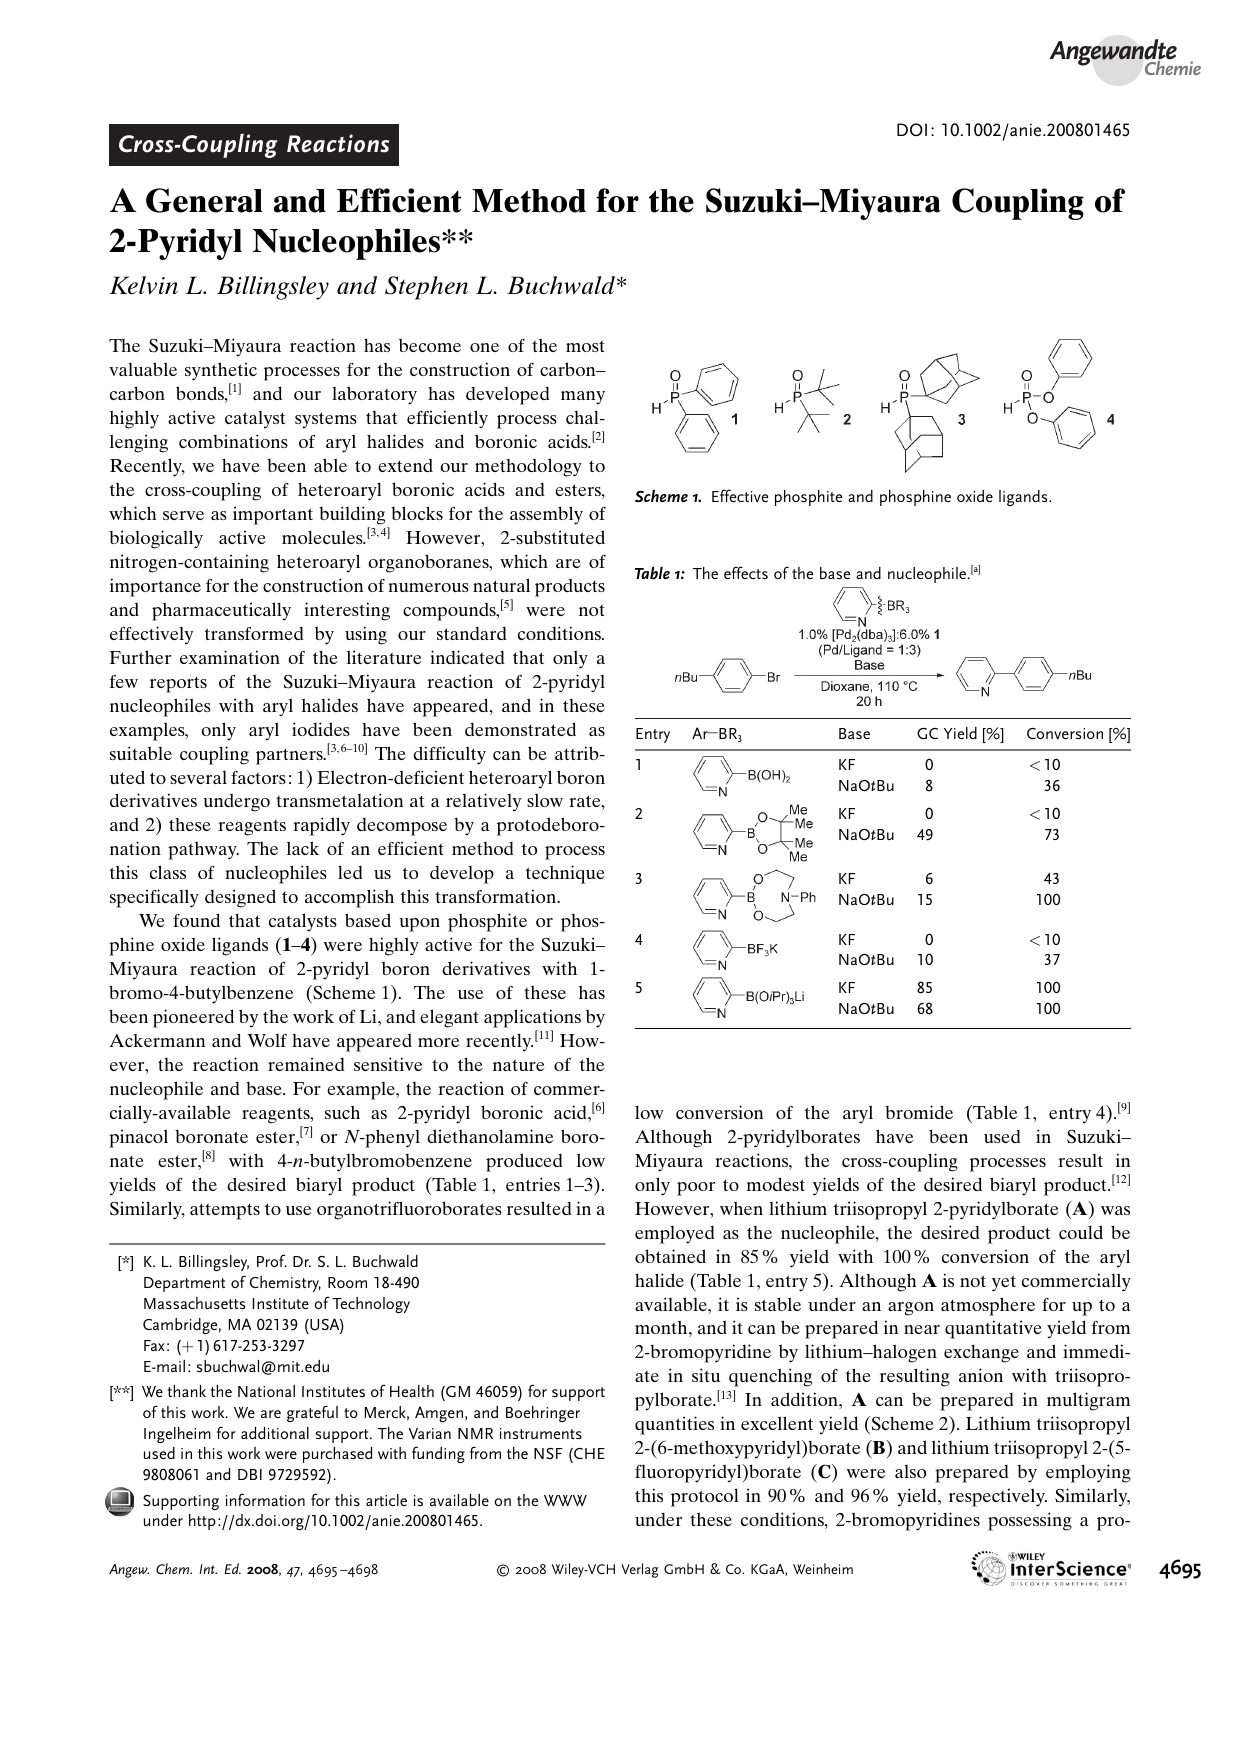 Angewandte
Chemie
Cross-Coupling Reactions
DOI: 10.1002/anie.200801465
A General and Efficient Method for the Suzuki–Miyaura Coupling of
2-Pyridyl Nucleophiles**
Kelvin L. Billingsley and Stephen L. Buchwald*
The Suzuki–Miyaura reaction has become one of the most
valuable synthetic processes for the construction of carbon–
carbon bonds,[1] and our laboratory has developed many
highly active catalyst systems that efficiently process chal-
lenging combinations of aryl halides and boronic acids.[2]
Recently, we have been able to extend our methodology to
the cross-coupling of heteroaryl boronic acids and esters,
which serve as important building blocks for the assembly of
biologically active molecules.[3,4] However, 2-substituted
nitrogen-containing heteroaryl organoboranes, which are of
importance for the construction of numerous natural products
and pharmaceutically interesting compounds,[5] were not
effectively transformed by using our standard conditions.
Further examination of the literature indicated that only a
few reports of the Suzuki–Miyaura reaction of 2-pyridyl
nucleophiles with aryl halides have appeared, and in these
examples, only aryl iodides have been demonstrated as
suitable coupling partners.[3,6–10] The difficulty can be attrib-
uted to several factors: 1) Electron-deficient heteroaryl boron
derivatives undergo transmetalation at a relatively slow rate,
and 2) these reagents rapidly decompose by a protodeboro-
nation pathway. The lack of an efficient method to process
this class of nucleophiles led us to develop a technique
specifically designed to accomplish this transformation.
We found that catalysts based upon phosphite or phos-
phine oxide ligands (1–4) were highly active for the Suzuki–
Miyaura reaction of 2-pyridyl boron derivatives with 1-
bromo-4-butylbenzene (Scheme 1). The use of these has
been pioneered by the work of Li, and elegant applications by
Ackermann and Wolf have appeared more recently.[11] How-
ever, the reaction remained sensitive to the nature of the
nucleophile and base. For example, the reaction of commer-
cially-available reagents, such as 2-pyridyl boronic acid,[6]
pinacol boronate ester,[7] or N-phenyl diethanolamine boro-
nate ester,[8] with 4-n-butylbromobenzene produced low
yields of the desired biaryl product (Table 1, entries 1–3).
Similarly, attempts to use organotrifluoroborates resulted in a
[*] K. L. Billingsley, Prof. Dr. S. L. Buchwald
Department of Chemistry, Room 18-490
Massachusetts Institute of Technology
Cambridge, MA 02139 (USA)
Fax: (+1) 617-253-3297
E-mail: sbuchwal@mit.edu
[**] We thank the National Institutes of Health (GM 46059) for support
of this work. We are grateful to Merck, Amgen, and Boehringer
Ingelheim for additional support. The Varian NMR instruments
used in this work were purchased with funding from the NSF (CHE
9808061 and DBI 9729592).
Supporting information for this article is available on the WWW
under http://dx.doi.org/10.1002/anie.200801465.
O O O O
H P 1 H P 2 H P 3 H P O O 4
Scheme 1. Effective phosphite and phosphine oxide ligands.
Table 1: The effects of the base and nucleophile.[a]
N BR3
1.0% [Pd2(dba)3]:6.0% 1
(Pd/Ligand = 1:3)
Base
nBu Br N nBu
Dioxane, 110 °C
20 h
Entry Ar–BR3 Base GC Yield [%] Conversion [%]
1 N B(OH)2 KF 0 <10
NaOtBu 8 36
2 N B O O Me Me Me Me KF 0 <10
NaOtBu 49 73
3 N B O O N–Ph KF 6 43
NaOtBu 15 100
4 N BF3K KF 0 <10
NaOtBu 10 37
5 N B(OiPr)3Li KF 85 100
NaOtBu 68 100
low conversion of the aryl bromide (Table 1, entry 4).[9]
Although 2-pyridylborates have been used in Suzuki–
Miyaura reactions, the cross-coupling processes result in
only poor to modest yields of the desired biaryl product.[12]
However, when lithium triisopropyl 2-pyridylborate (A) was
employed as the nucleophile, the desired product could be
obtained in 85% yield with 100% conversion of the aryl
halide (Table 1, entry 5). Although A is not yet commercially
available, it is stable under an argon atmosphere for up to a
month, and it can be prepared in near quantitative yield from
2-bromopyridine by lithium–halogen exchange and immedi-
ate in situ quenching of the resulting anion with triisopro-
pylborate.[13] In addition, A can be prepared in multigram
quantities in excellent yield (Scheme 2). Lithium triisopropyl
2-(6-methoxypyridyl)borate (B) and lithium triisopropyl 2-(5-
fluoropyridyl)borate (C) were also prepared by employing
this protocol in 90% and 96% yield, respectively. Similarly,
under these conditions, 2-bromopyridines possessing a pro-
Angew. Chem. Int. Ed. 2008, 47, 4695–4698
© 2008 Wiley-VCH Verlag GmbH & Co. KGaA, Weinheim
WILEY
InterScience®
DISCOVER SOMETHING GREAT
4695